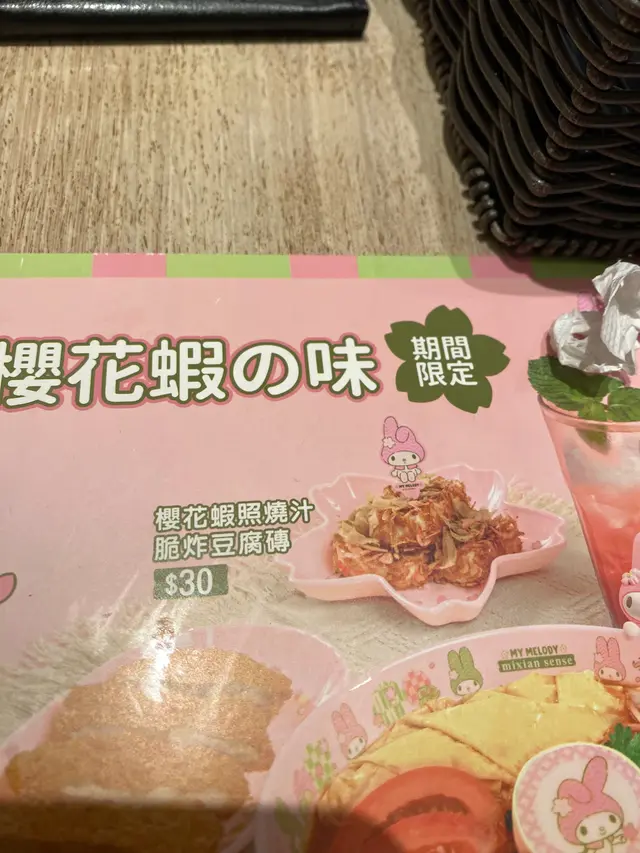 櫻花蝦の味
期間
限定
MY MELODY
櫻花蝦照燒汁
脆炸豆腐磚
$30
MY MELODY
mixian sense